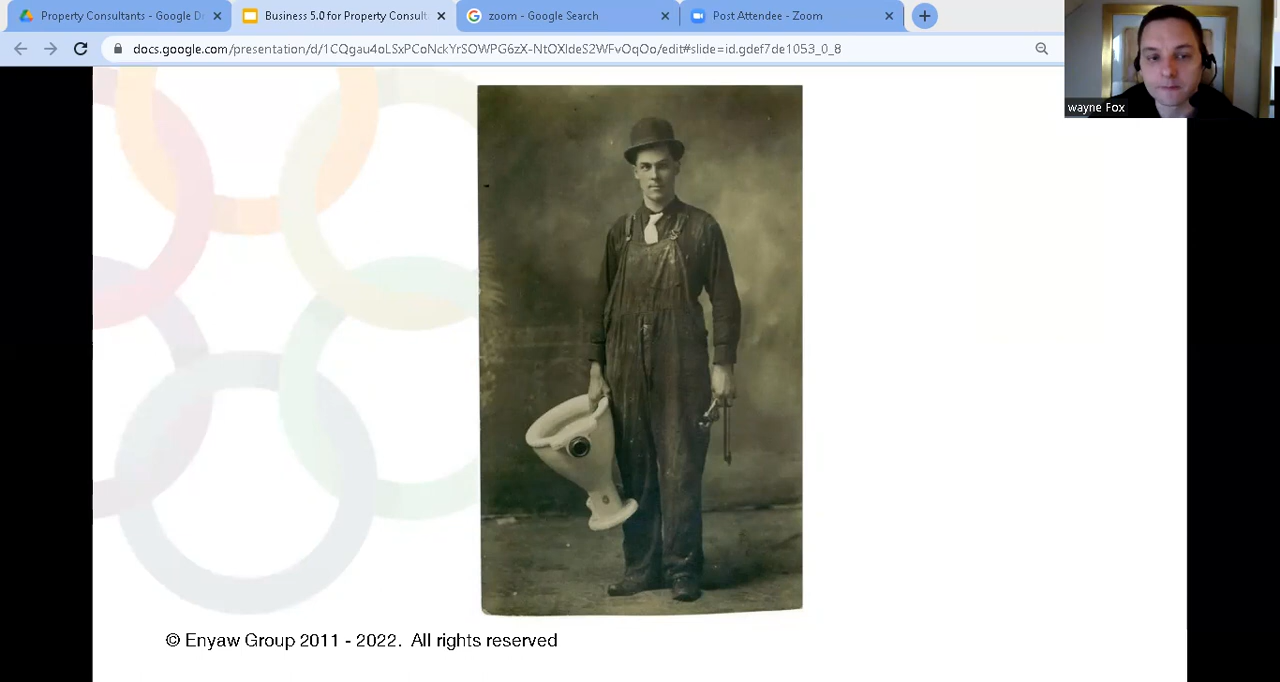 Property Consultants - Google Dr
Business 5.0 for Property Consult
zoom - Google Search
Post Attendee - Zoom
docs.google.com/presentation/d/1CQgau4oLSxPCoNckYrSOWPG6zX-NtOXldeS2WFvOqOo/edit#slide=id.gdef7de1053_0_8
wayne Fox
© Enyaw Group 2011 - 2022. All rights reserved